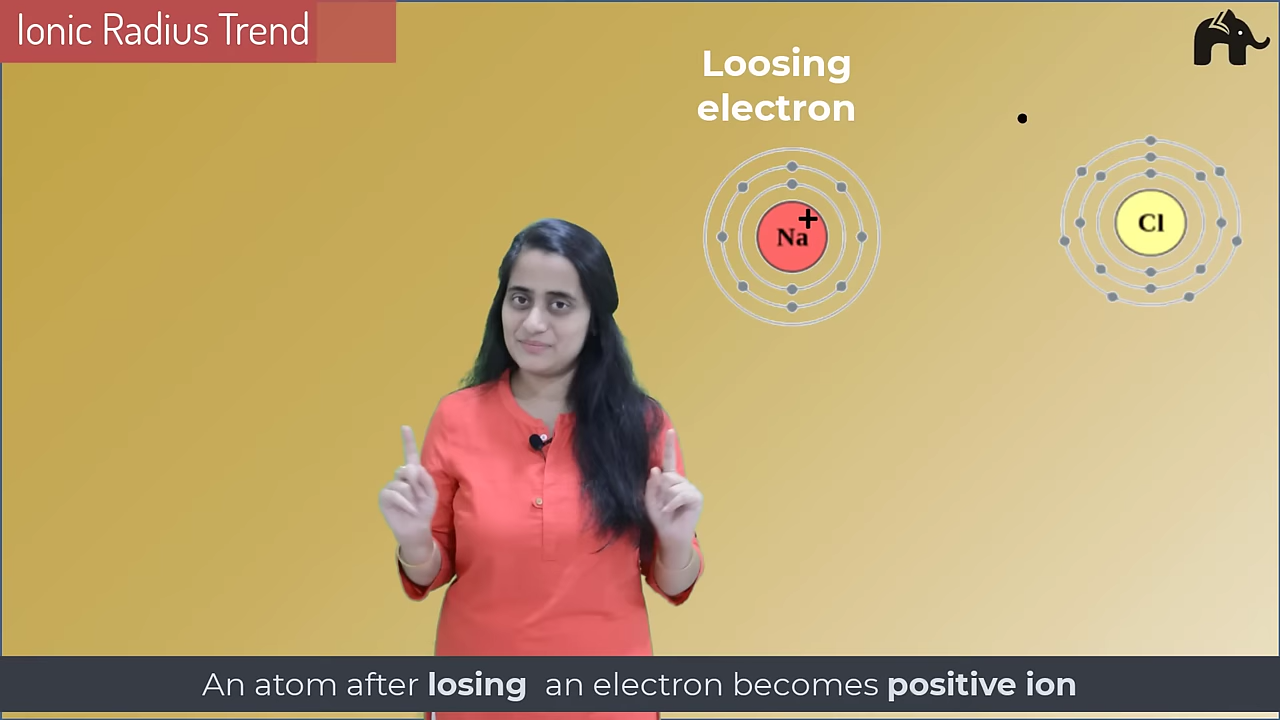 Ionic Radius Trend
Loosing
electron
+
Na
Cl
An atom after losing an electron becomes positive ion